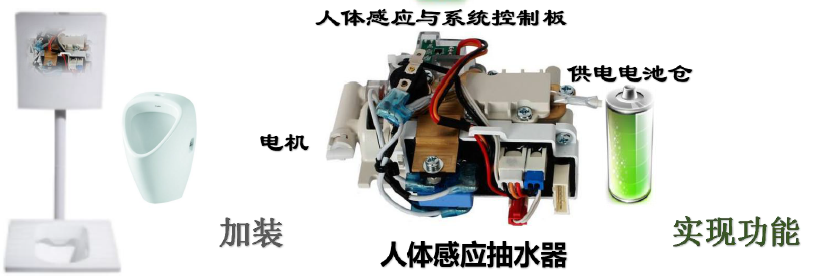 人体感应与系统控制板
供电电池仓
电机
加装
实现功能
人体感应抽水器